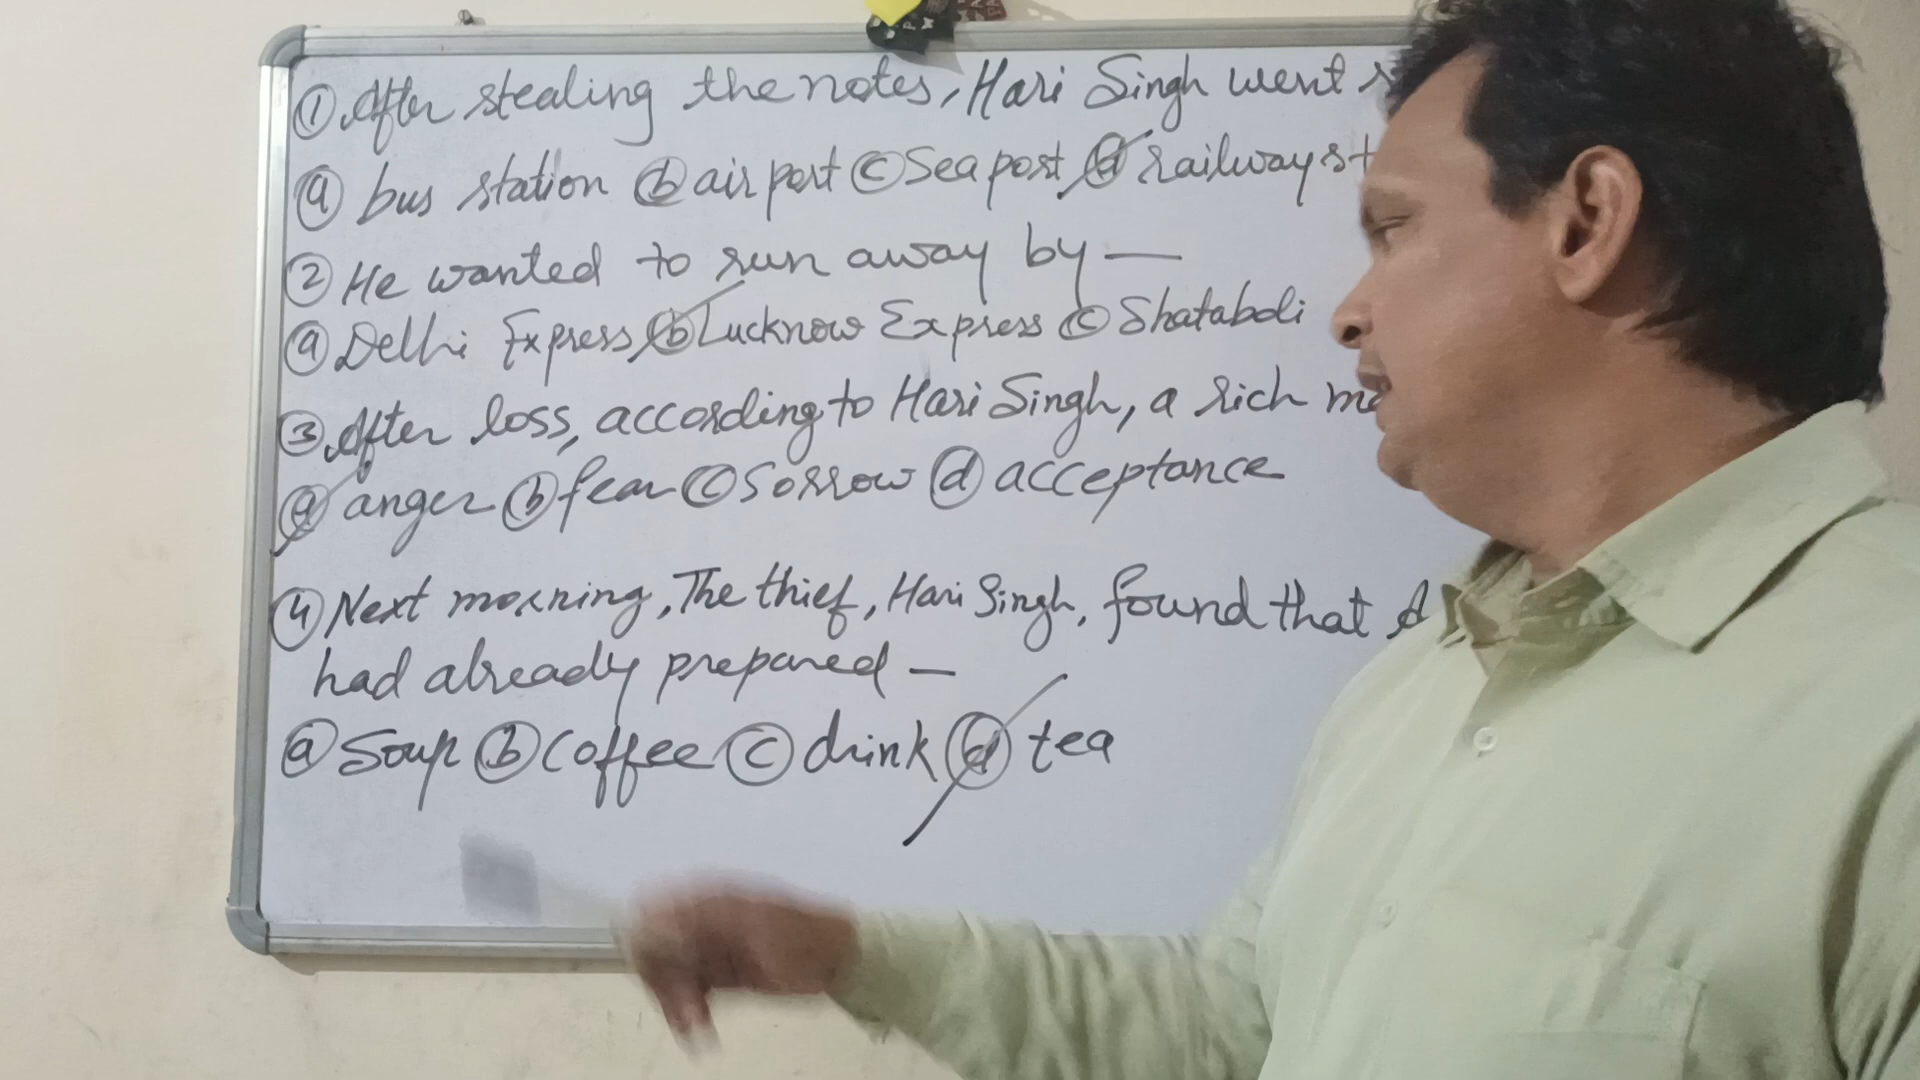 ① After stealing the notes, Hari Singh went
ⓐ bus station ⓑ air port ⓒ Sea port ⓓ railway st
② He wanted to run away by —
ⓐ Delhi Express ⓑ Lucknow Express ⓒ Shatabdi
③ After loss, according to Hari Singh, a rich
ⓐ anger ⓑ fear ⓒ Sorrow ⓓ acceptance
④ Next morning, The thief, Hari Singh, found that A
had already prepared —
ⓐ Soup ⓑ Coffee ⓒ drink ⓓ tea